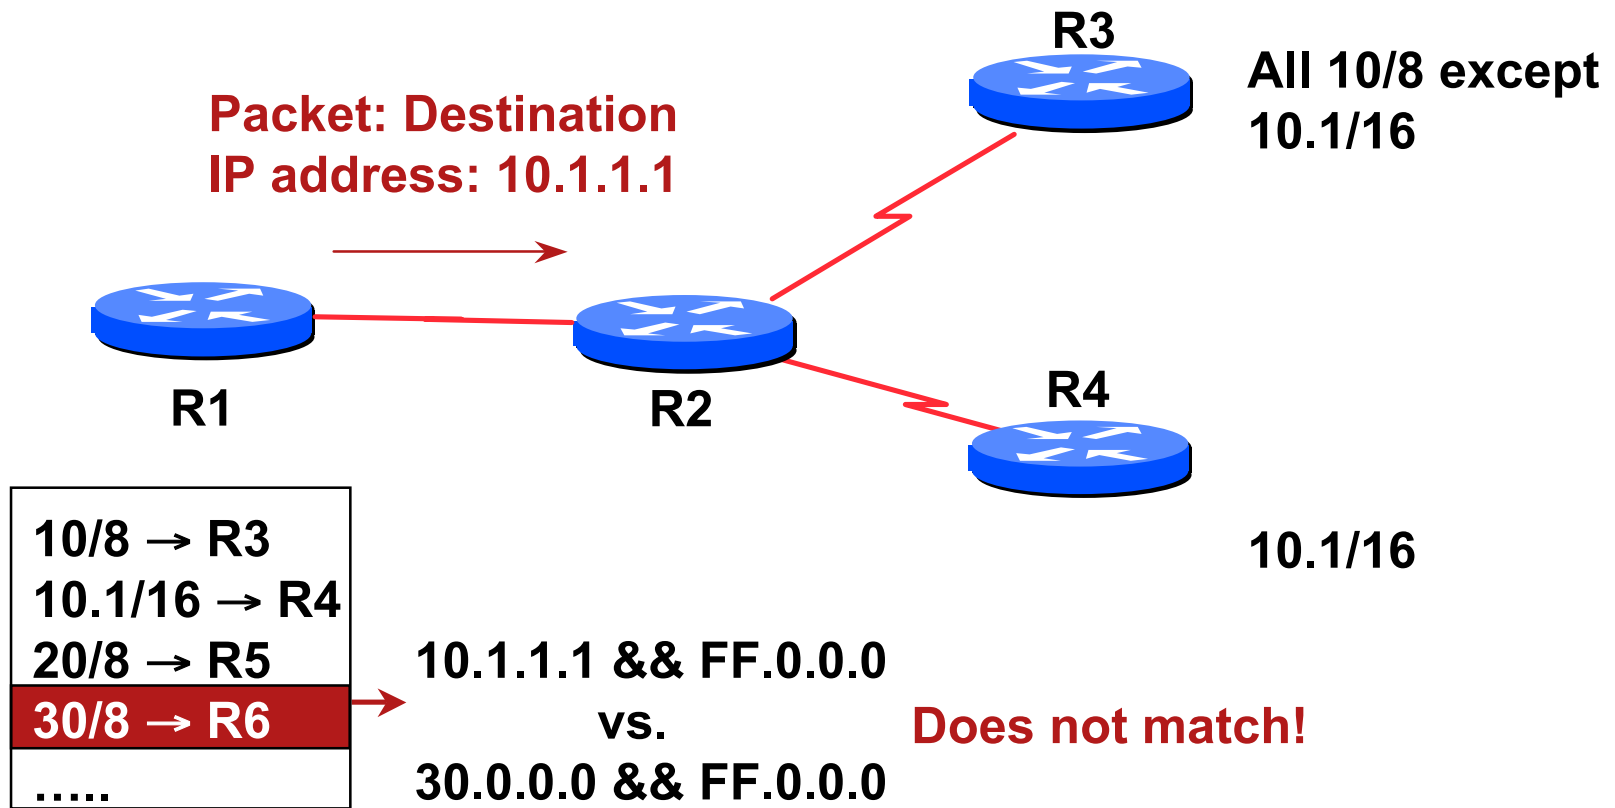 R3
All 10/8 except
10.1/16
Packet: Destination
IP address: 10.1.1.1
R1
R2
R4
10.1/16
10/8 → R3
10.1/16 → R4
20/8 → R5
30/8 → R6
.....
10.1.1.1 && FF.0.0.0
vs.
30.0.0.0 && FF.0.0.0
Does not match!